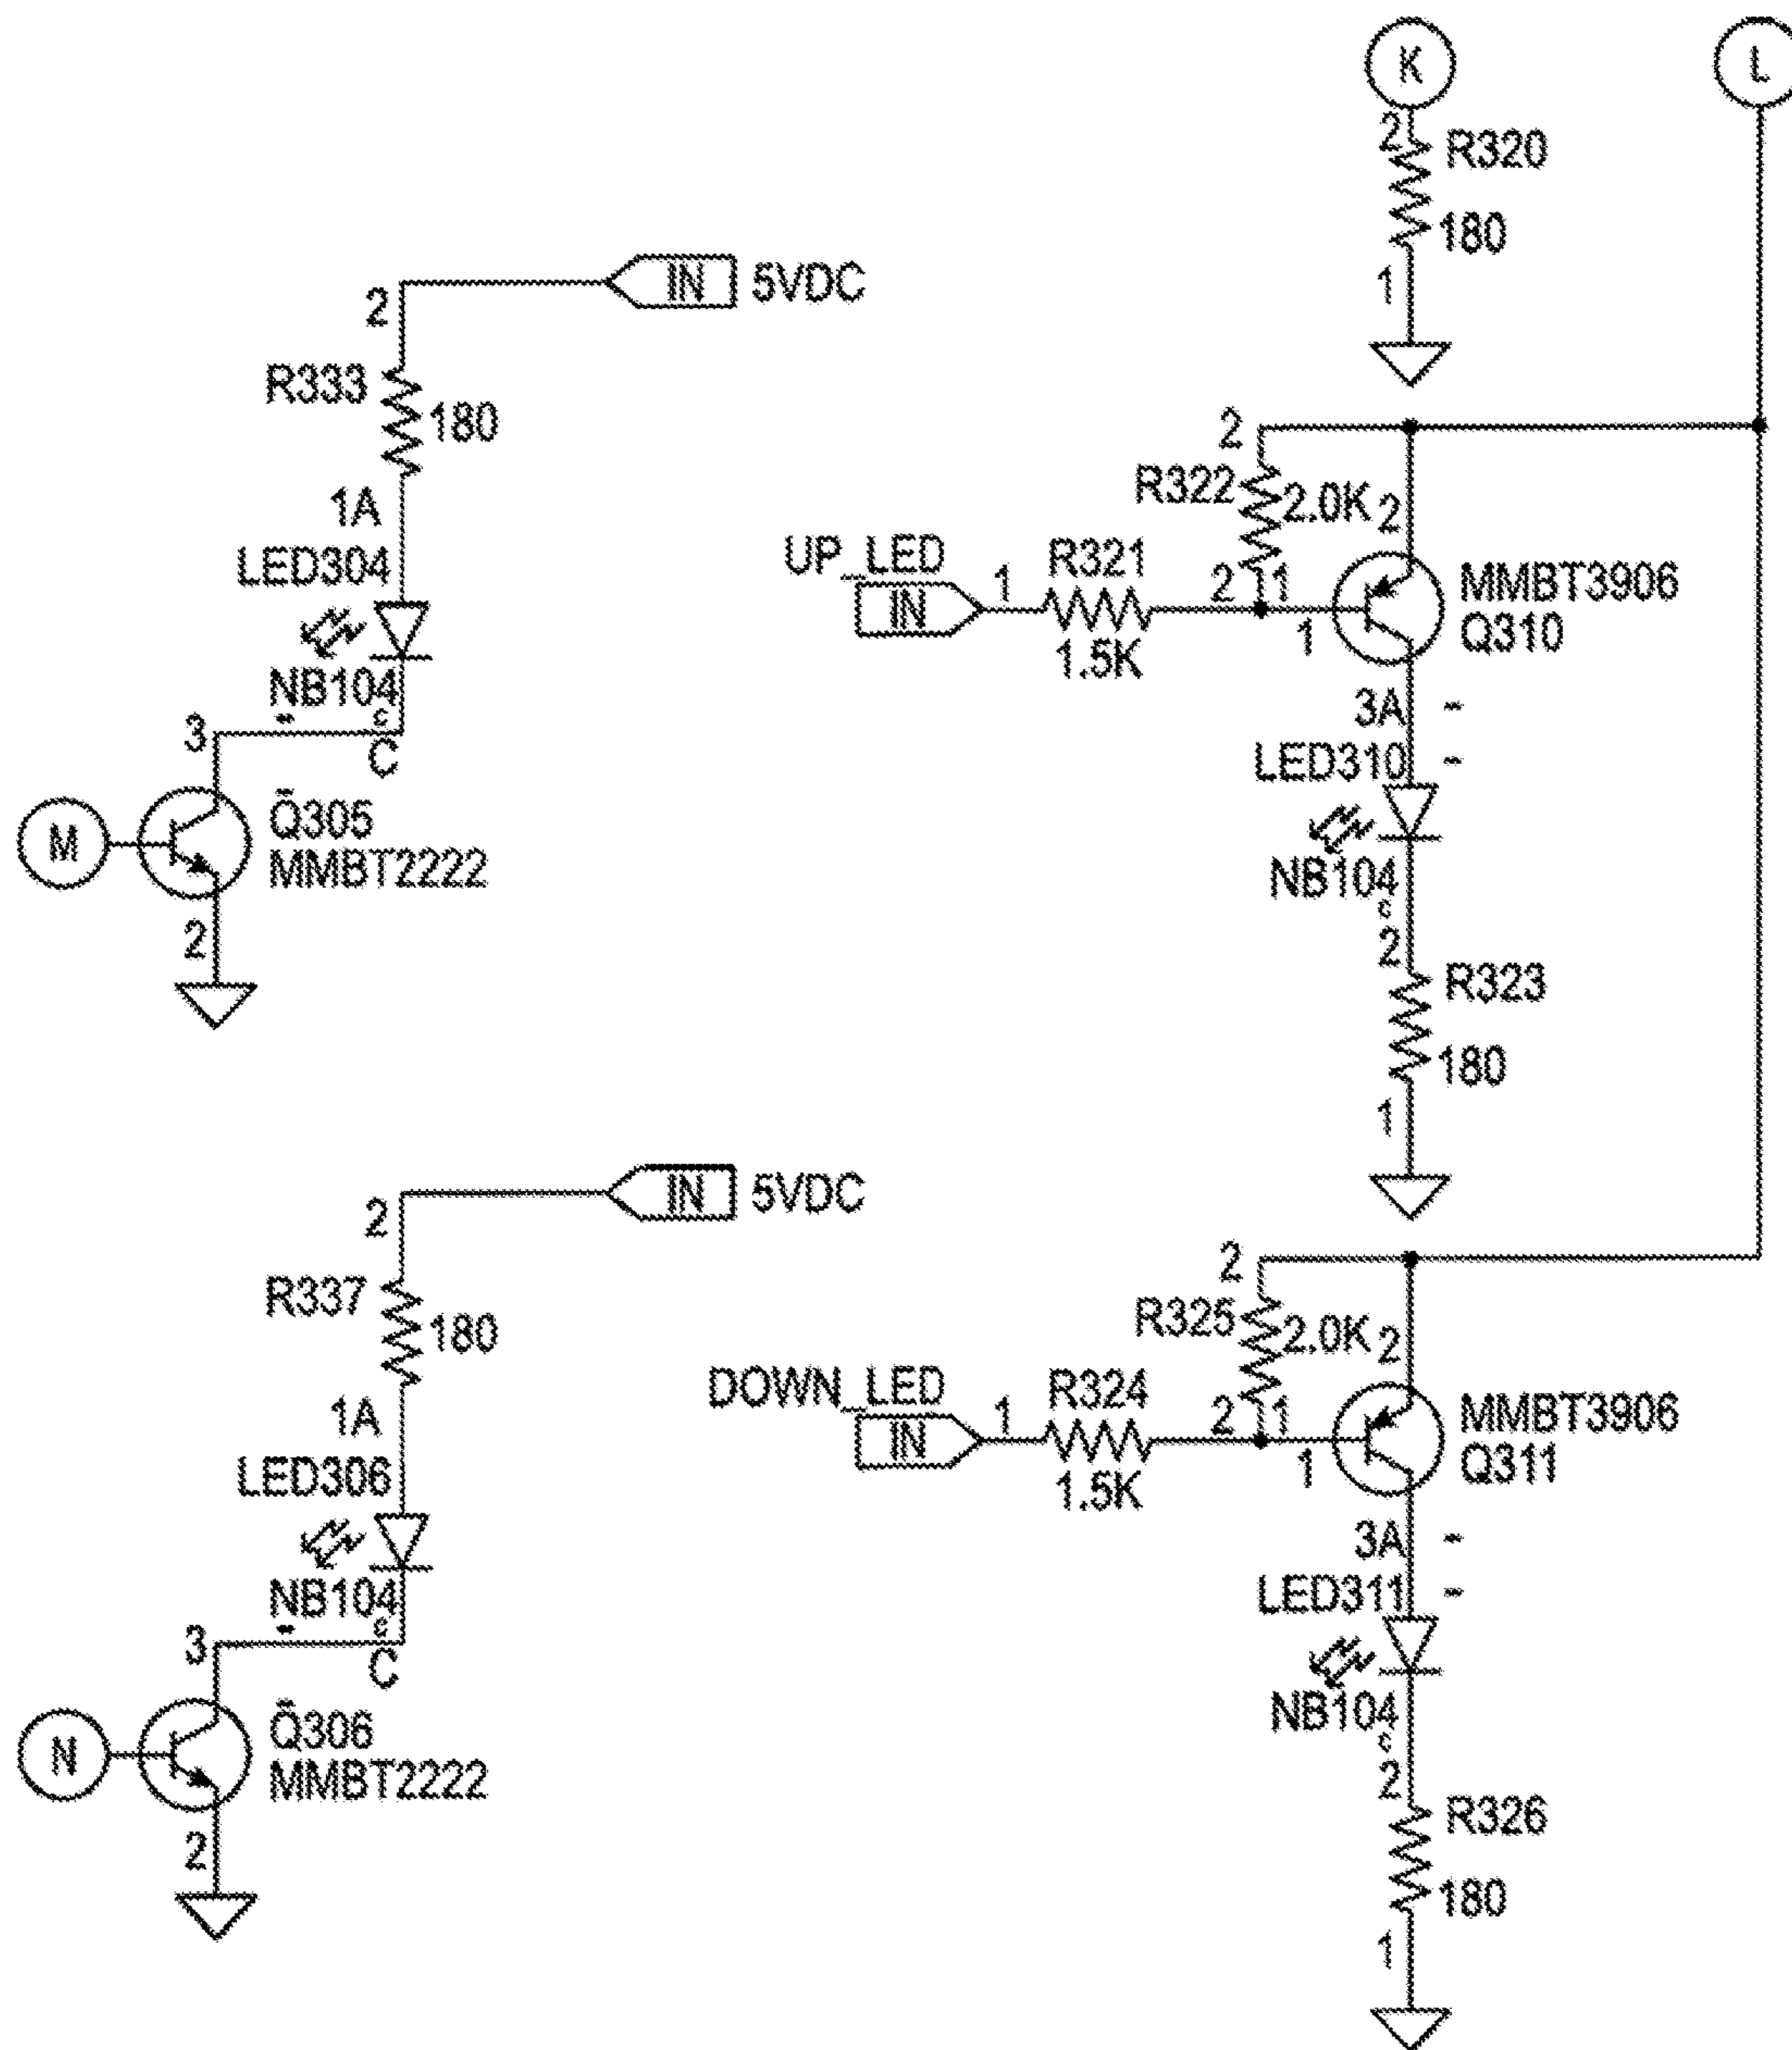 K
L
2
R320
180
1
IN 5VDC
2
R333
180
1A
LED304
NB104
c
3
C
Q305
MMBT2222
M
2
2
R322
2.0K
2
UP_LED
IN
1
R321
1.5K
2
1
1
MMBT3906
Q310
3A -
LED310 -
NB104
c
2
R323
180
1
IN 5VDC
2
R337
180
1A
LED306
NB104
c
3
C
Q306
MMBT2222
N
2
2
R325
2.0K
2
DOWN_LED
IN
1
R324
1.5K
2
1
1
MMBT3906
Q311
3A -
LED311 -
NB104
c
2
R326
180
1